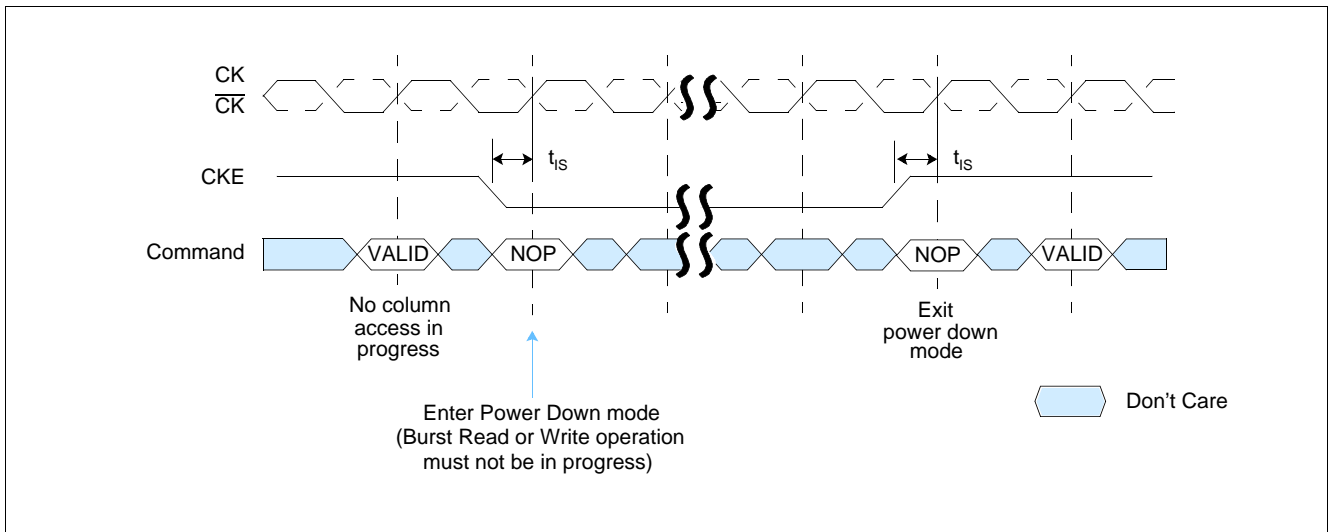 CK
CK
tIS
tIS
CKE
Command
VALID
NOP
NOP
VALID
No column
access in
progress
Exit
power down
mode
Enter Power Down mode
(Burst Read or Write operation
must not be in progress)
Don't Care